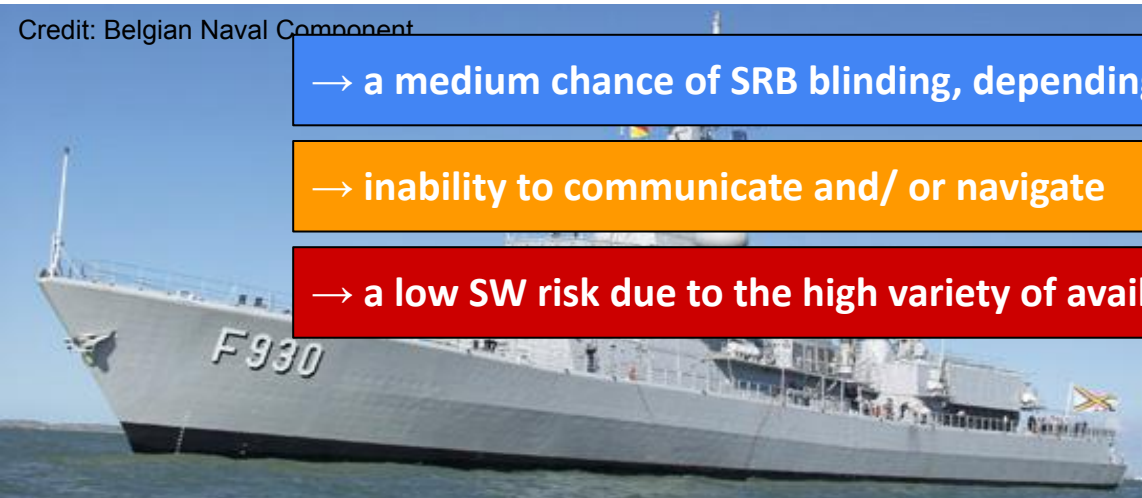 Credit: Belgian Naval Component
→ a medium chance of SRB blinding, depending
→ inability to communicate and/ or navigate
→ a low SW risk due to the high variety of avail
F930